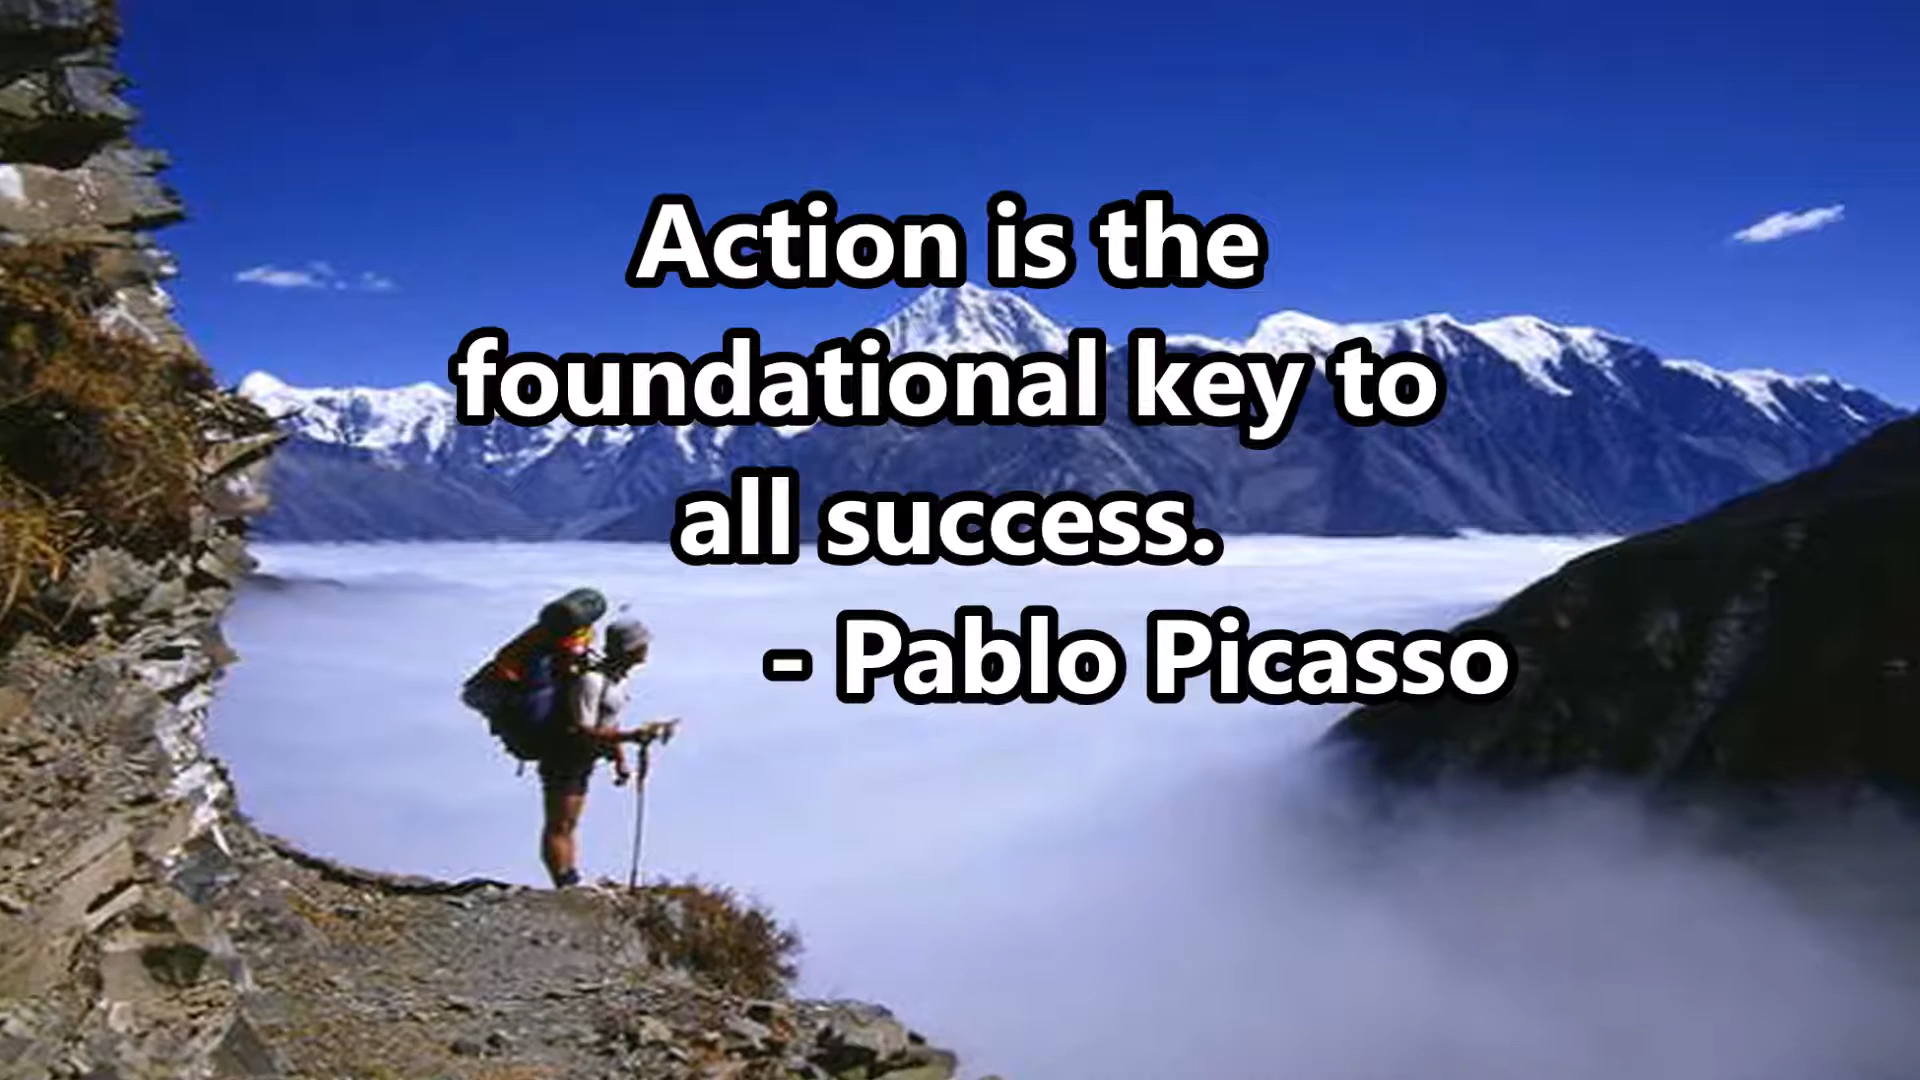 Action is the
foundational key to
all success.
- Pablo Picasso